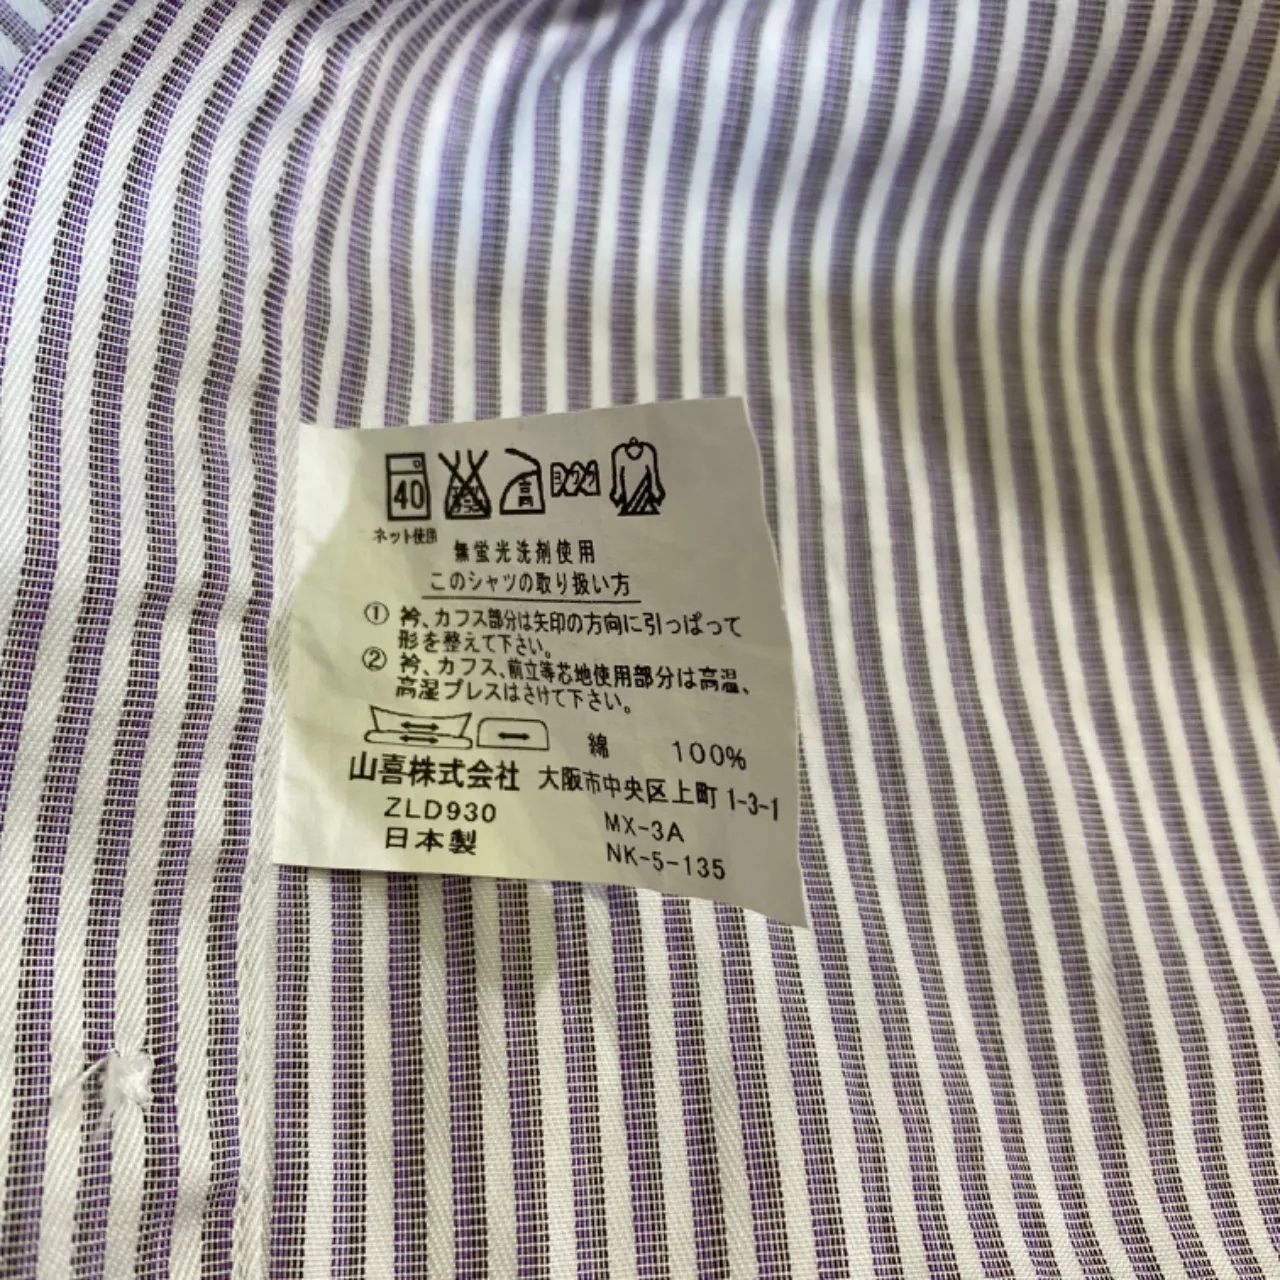 40
高
ネット使用
無蛍光洗剤使用
このシャツの取り扱い方
① 衿、カフス部分は矢印の方向に引っぱって
形を整えて下さい。
② 衿、カフス、前立等芯地使用部分は高温、
高湿プレスはさけて下さい。
綿 100%
山喜株式会社 大阪市中央区上町 1-3-1
ZLD930 MX-3A
日本製 NK-5-135